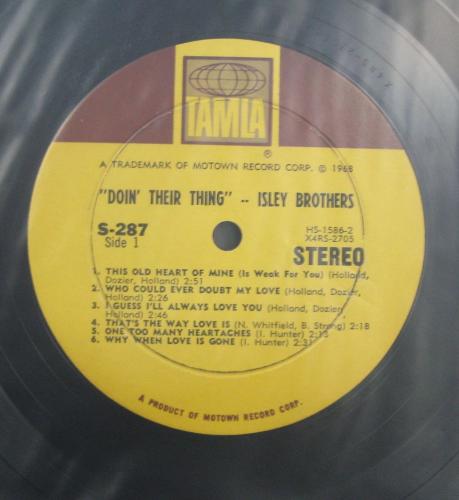 TAMLA
®
A TRADEMARK OF MOTOWN RECORD CORP. © 1968
"DOIN' THEIR THING" -- ISLEY BROTHERS
S-287
Side 1
HS-1586-2
X4RS-2705
STEREO
1. THIS OLD HEART OF MINE (Is Weak For You) (Holland,
Dozier, Holland) 2:51
2. WHO COULD EVER DOUBT MY LOVE (Holland, Dozier,
Holland) 2:26
3. I GUESS I'LL ALWAYS LOVE YOU (Holland, Dozier,
Holland) 2:46
4. THAT'S THE WAY LOVE IS (N. Whitfield, B. Strong) 2:18
5. ONE TOO MANY HEARTACHES (I. Hunter)
6. WHY WHEN LOVE IS GONE (I. Hunter)
A PRODUCT OF MOTOWN RECORD CORP.